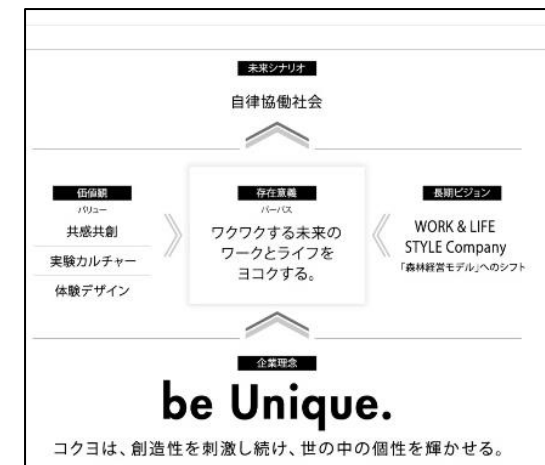 未来シナリオ
自律協働社会
価値観
バリュー
共感共創
実験カルチャー
体験デザイン
存在意義
パーパス
ワクワクする未来の
ワークとライフを
ヨコクする。
長期ビジョン
WORK & LIFE
STYLE Company
「森林経営モデル」へのシフト
企業理念
be Unique.
コクヨは、創造性を刺激し続け、世の中の個性を輝かせる。